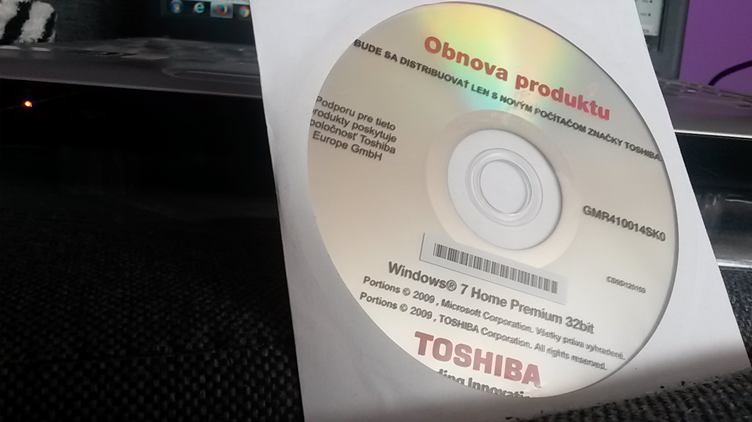 Obnova produktu
BUDE SA DISTRIBUOVAŤ LEN S NOVÝM POČÍTAČOM ZNAČKY TOSHIBA
Podporu pre tieto
produkty poskytuje
spoločnosť Toshiba
Europe GmbH
GMR410014SK0
Windows® 7 Home Premium 32bit
Portions © 2009 , Microsoft Corporation. Všetky práva vyhradené.
Portions © 2009 , TOSHIBA Corporation. All rights reserved.
TOSHIBA